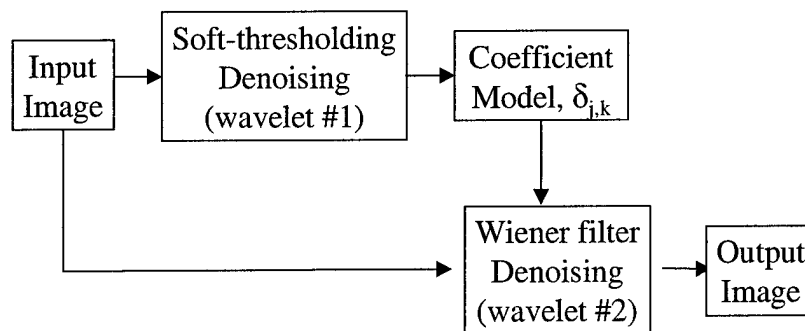 Input
Image
Soft-thresholding
Denoising
(wavelet #1)
Coefficient
Model, δj,k
Wiener filter
Denoising
(wavelet #2)
Output
Image